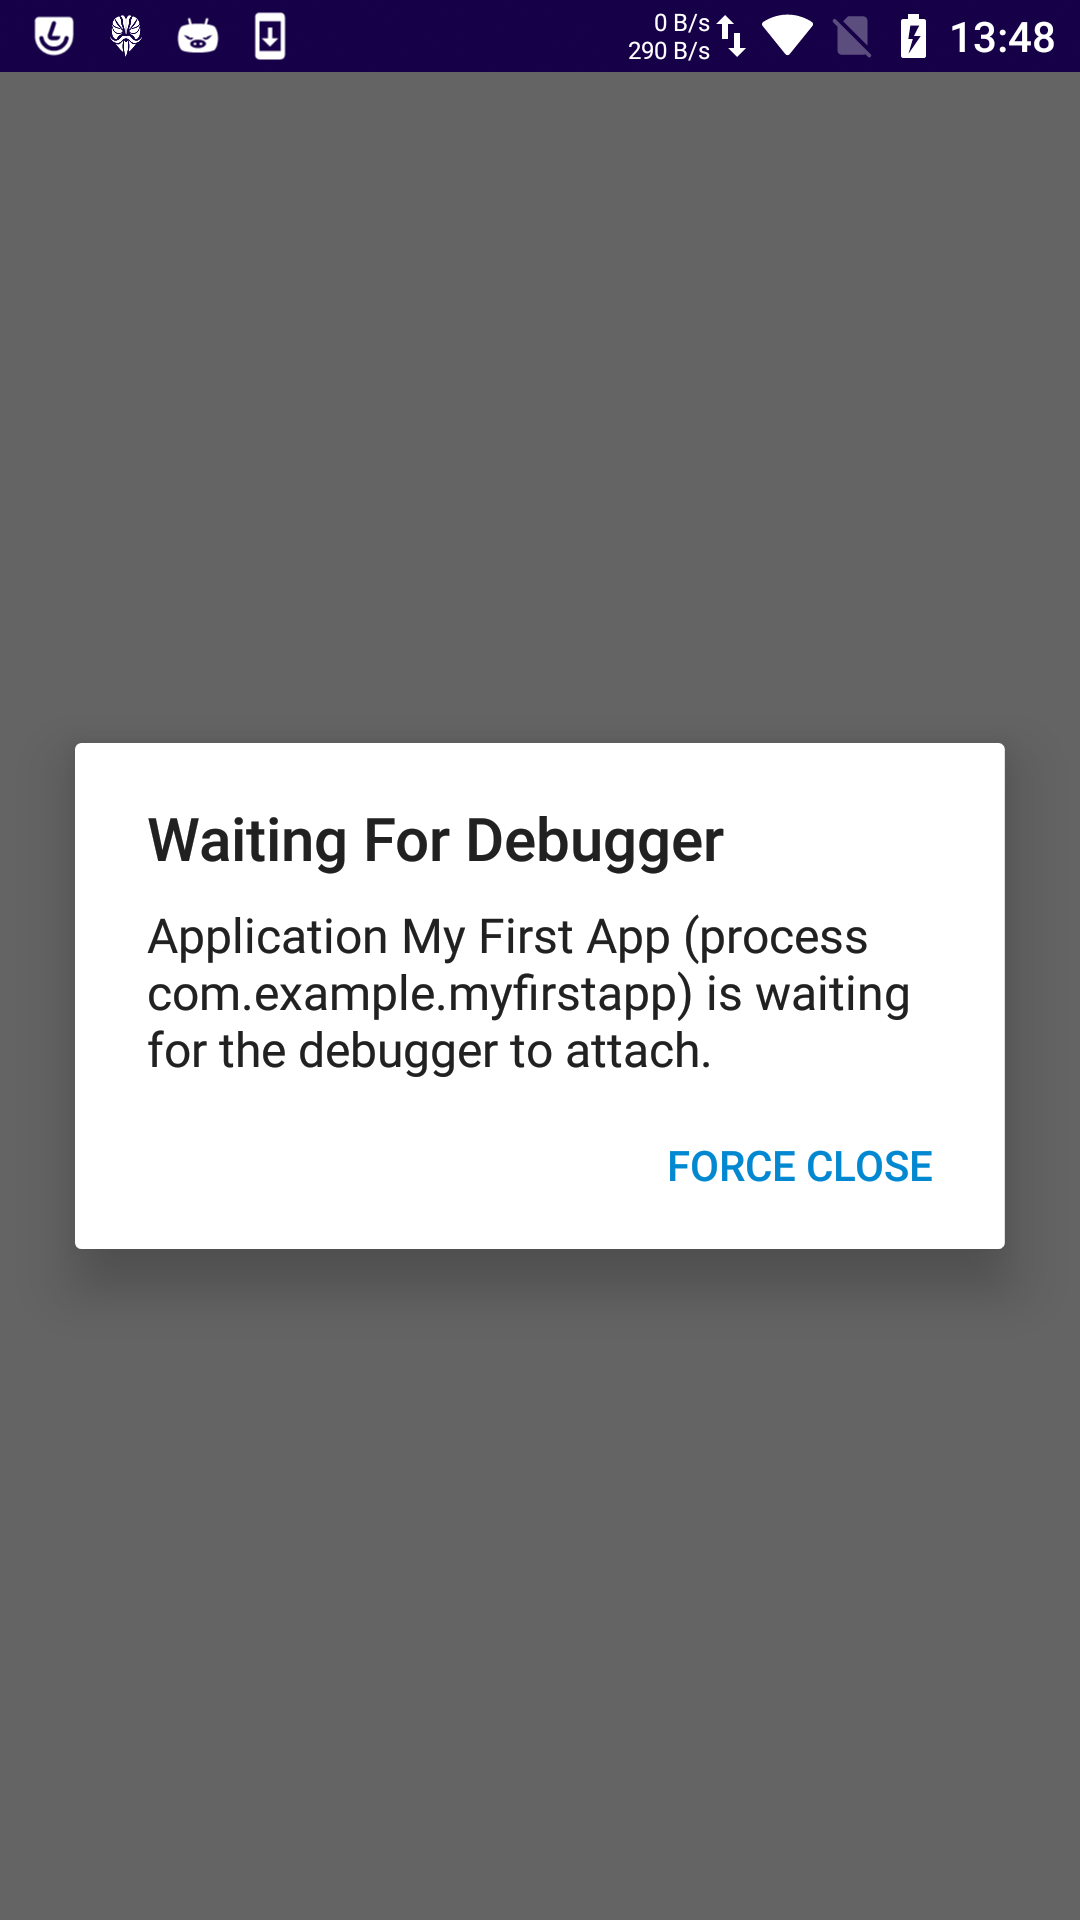 0 B/s
290 B/s
13:48
Waiting For Debugger
Application My First App (process
com.example.myfirstapp) is waiting
for the debugger to attach.
FORCE CLOSE